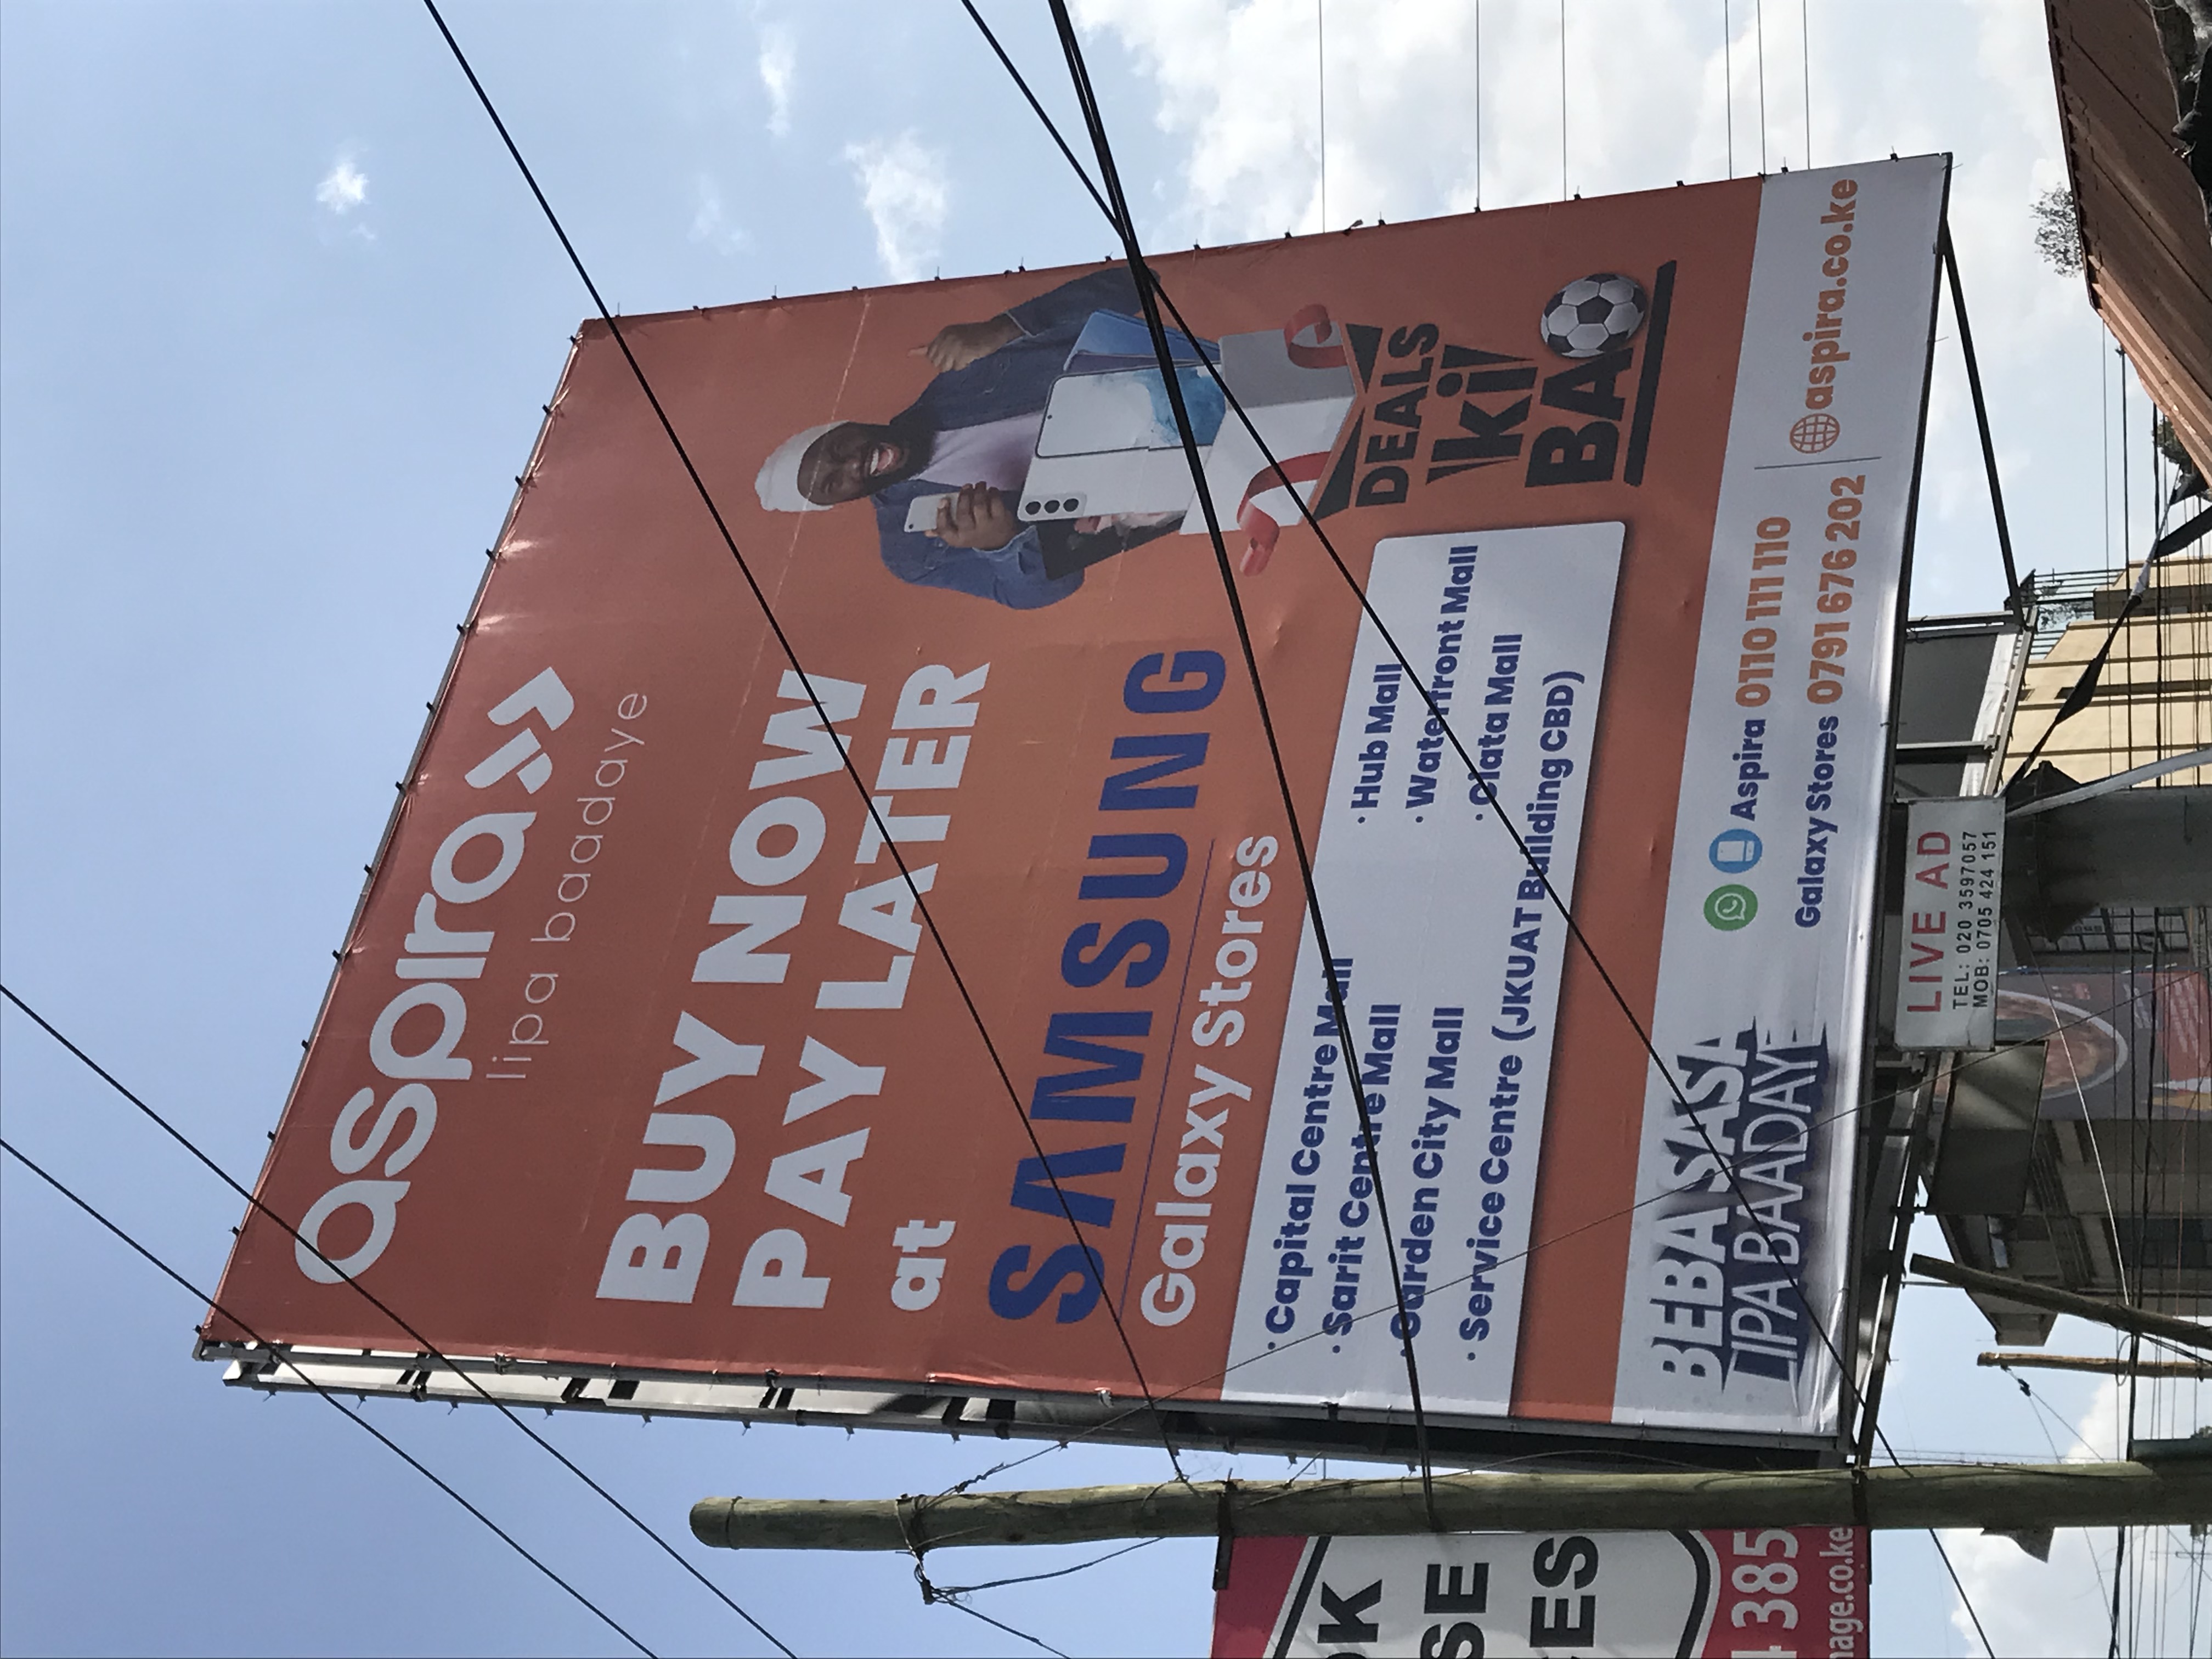 aspira
lipa baadaye
BUY NOW
PAY LATER
at
SAMSUNG
Galaxy Stores
· Capital Centre Mall
· Sarit Centre Mall
· Garden City Mall
· Service Centre (JKUAT Building CBD)
· Hub Mall
· Waterfront Mall
· Ciata Mall
DEALS
ki
BA
BEBA SASA
LIPA BAADAYE
Aspira 0110 111 110
Galaxy Stores 0791 676 202
aspira.co.ke
LIVE AD
TEL: 020 3597057
MOB: 0705 424 151
OK
SE
CES
385
nage.co.ke